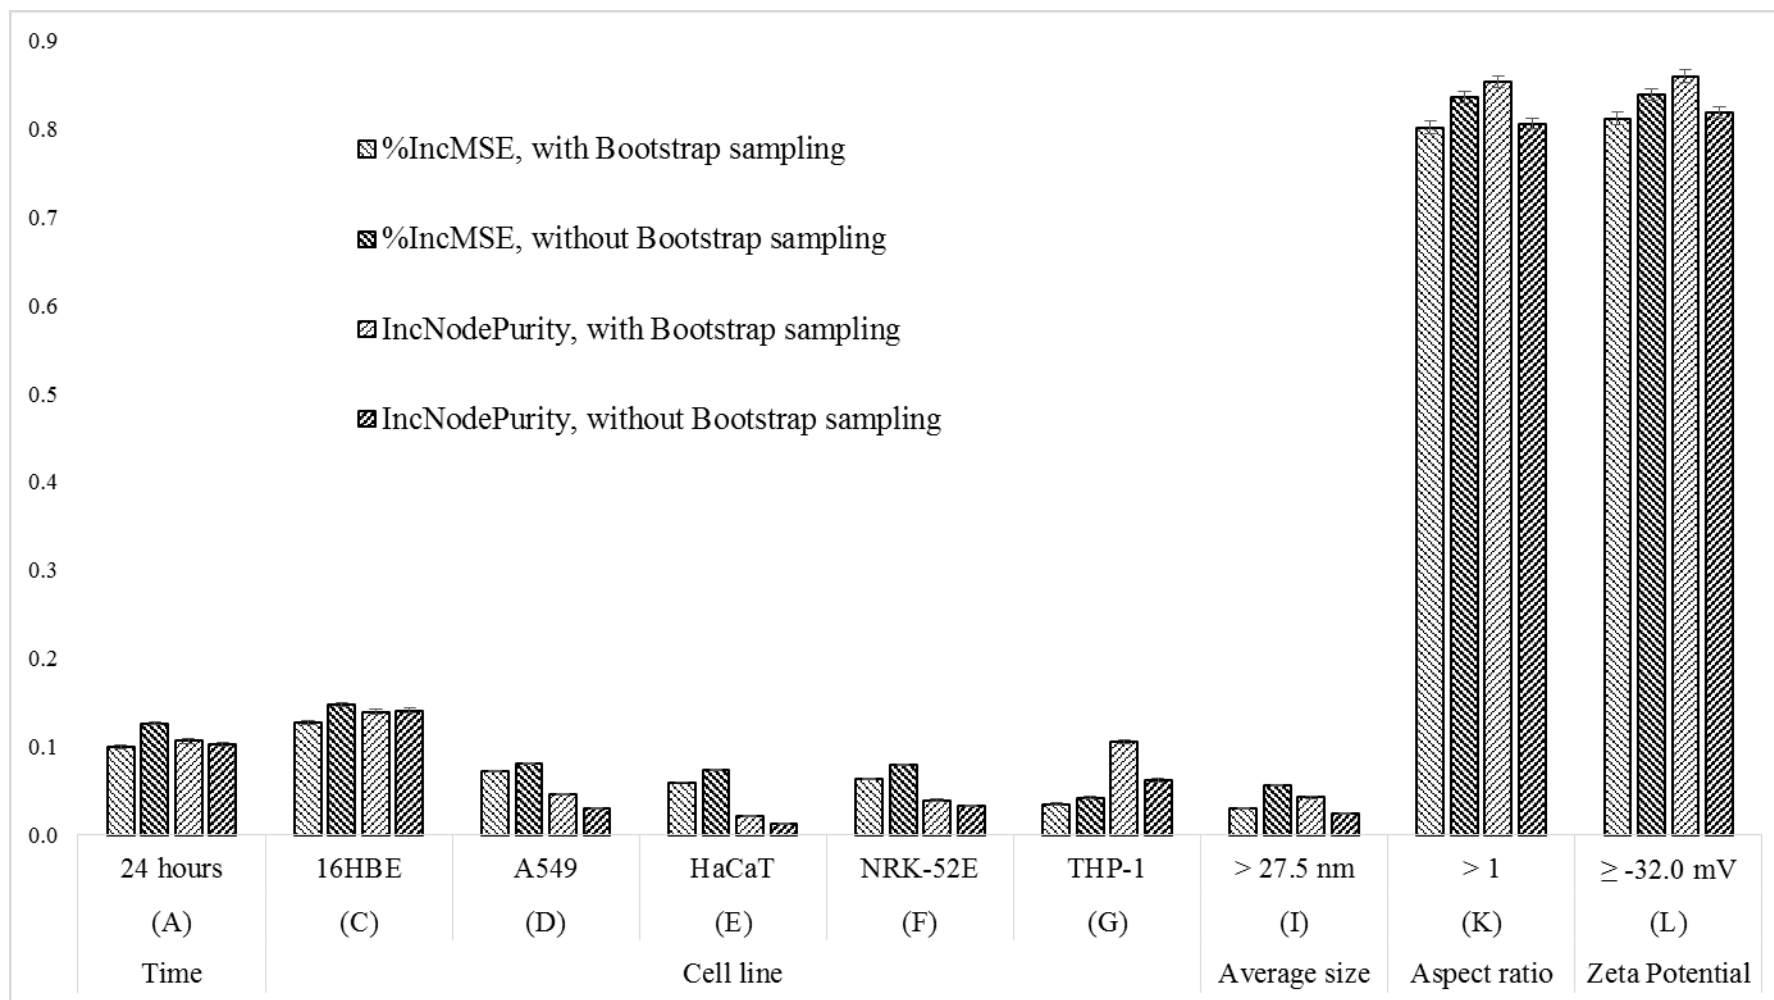 0.9
0.8
0.7
0.6
0.5
0.4
0.3
0.2
0.1
0.0
%IncMSE, with Bootstrap sampling
%IncMSE, without Bootstrap sampling
IncNodePurity, with Bootstrap sampling
IncNodePurity, without Bootstrap sampling
24 hours 16HBE A549 HaCaT NRK-52E THP-1 > 27.5 nm > 1 ≥ -32.0 mV
(A) (C) (D) (E) (F) (G) (I) (K) (L)
Time Cell line Average size Aspect ratio Zeta Potential